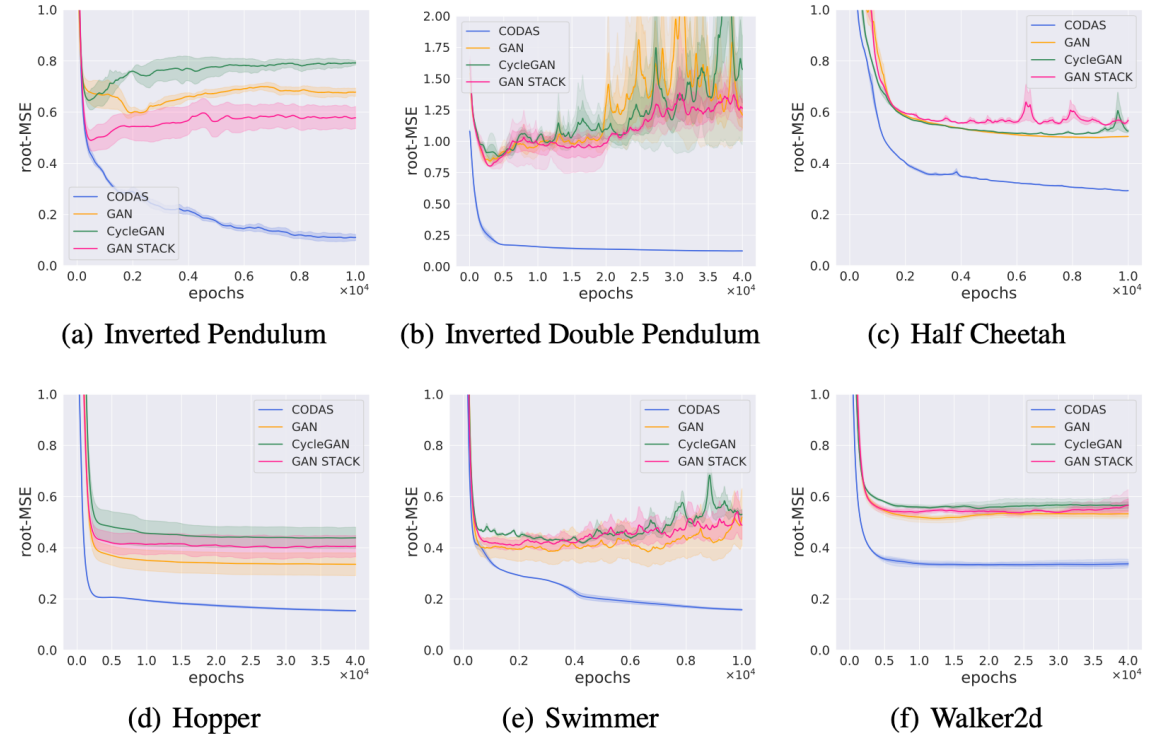 1.0
0.8
0.6
0.4
0.2
0.0
root-MSE
CODAS
GAN
CycleGAN
GAN STACK
0.0 0.2 0.4 0.6 0.8 1.0
epochs ×10⁴
(a) Inverted Pendulum
2.00
1.75
1.50
1.25
1.00
0.75
0.50
0.25
0.00
root-MSE
CODAS
GAN
CycleGAN
GAN STACK
0.0 0.5 1.0 1.5 2.0 2.5 3.0 3.5 4.0
epochs ×10⁴
(b) Inverted Double Pendulum
1.0
0.8
0.6
0.4
0.2
0.0
root-MSE
CODAS
GAN
CycleGAN
GAN STACK
0.0 0.2 0.4 0.6 0.8 1.0
epochs ×10⁴
(c) Half Cheetah
1.0
0.8
0.6
0.4
0.2
0.0
root-MSE
CODAS
GAN
CycleGAN
GAN STACK
0.0 0.5 1.0 1.5 2.0 2.5 3.0 3.5 4.0
epochs ×10⁴
(d) Hopper
1.0
0.8
0.6
0.4
0.2
0.0
root-MSE
CODAS
GAN
CycleGAN
GAN STACK
0.0 0.2 0.4 0.6 0.8 1.0
epochs ×10⁴
(e) Swimmer
1.0
0.8
0.6
0.4
0.2
0.0
root-MSE
CODAS
GAN
CycleGAN
GAN STACK
0.0 0.5 1.0 1.5 2.0 2.5 3.0 3.5 4.0
epochs ×10⁴
(f) Walker2d